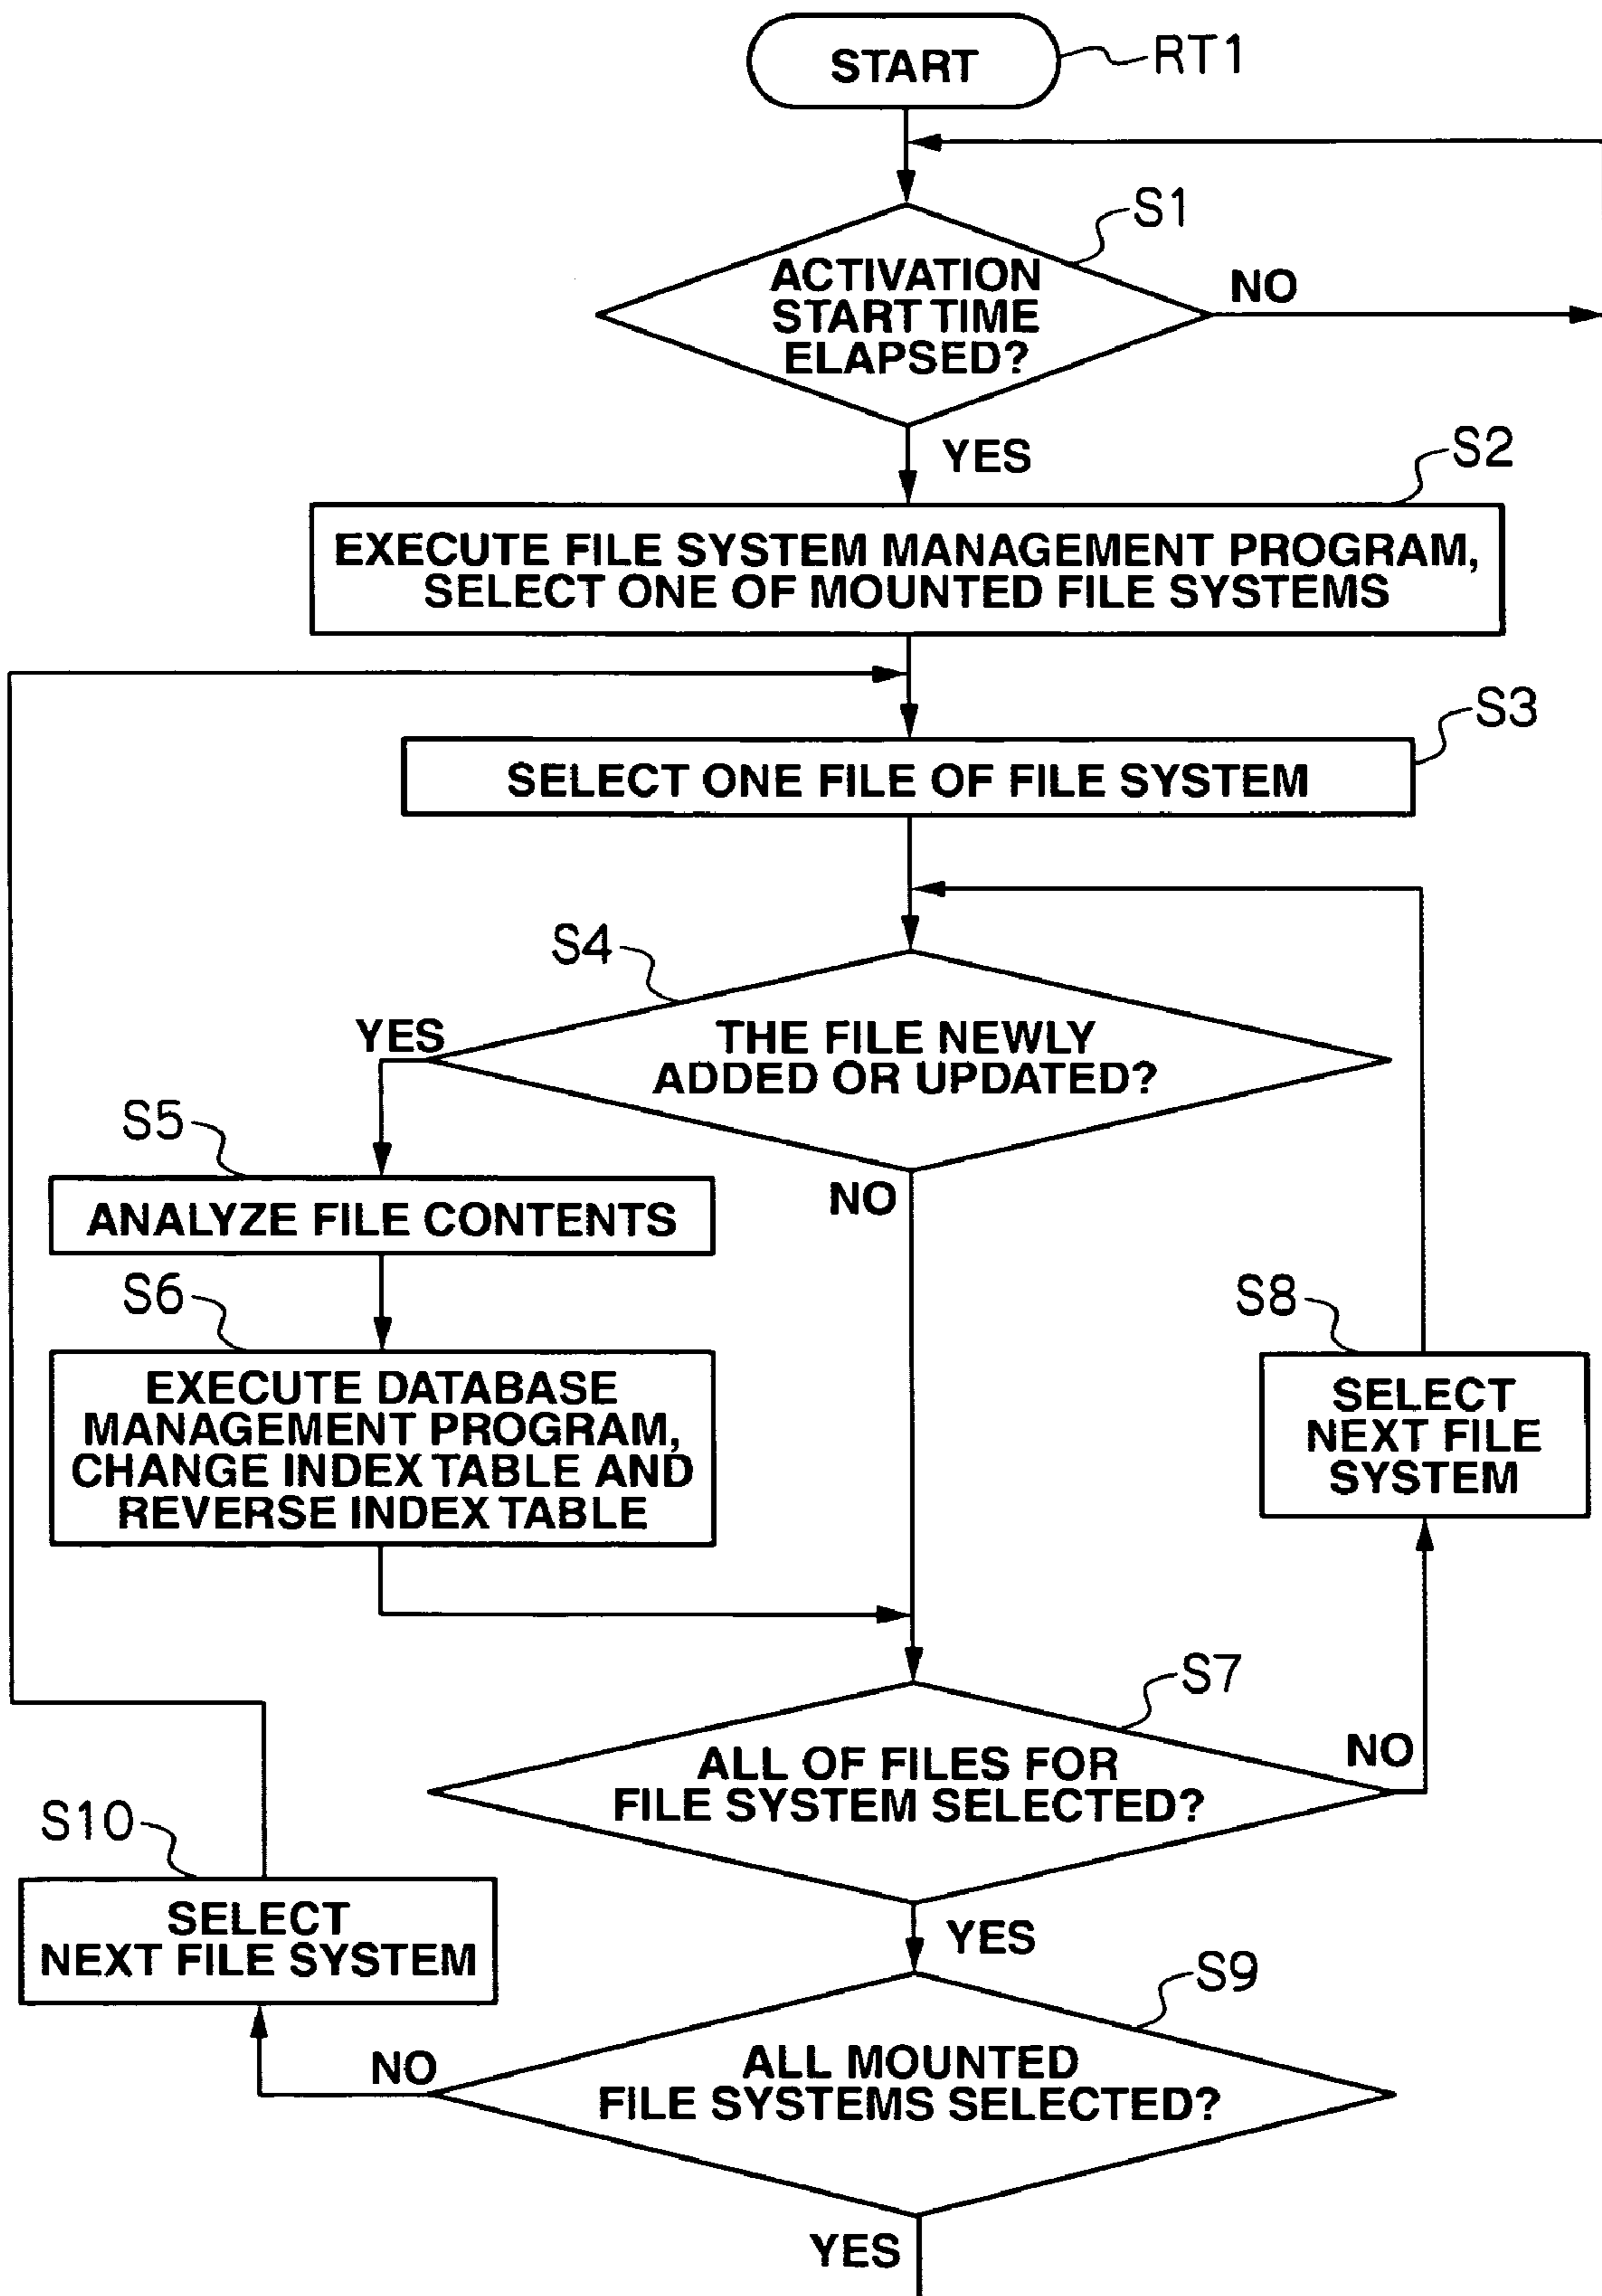 START
RT1
S1
ACTIVATION
START TIME
ELAPSED?
NO
YES
S2
EXECUTE FILE SYSTEM MANAGEMENT PROGRAM,
SELECT ONE OF MOUNTED FILE SYSTEMS
S3
SELECT ONE FILE OF FILE SYSTEM
S4
YES
THE FILE NEWLY
ADDED OR UPDATED?
NO
S5
ANALYZE FILE CONTENTS
S6
EXECUTE DATABASE
MANAGEMENT PROGRAM,
CHANGE INDEX TABLE AND
REVERSE INDEX TABLE
S8
SELECT
NEXT FILE
SYSTEM
S7
ALL OF FILES FOR
FILE SYSTEM SELECTED?
NO
YES
S10
SELECT
NEXT FILE SYSTEM
S9
NO
ALL MOUNTED
FILE SYSTEMS SELECTED?
YES